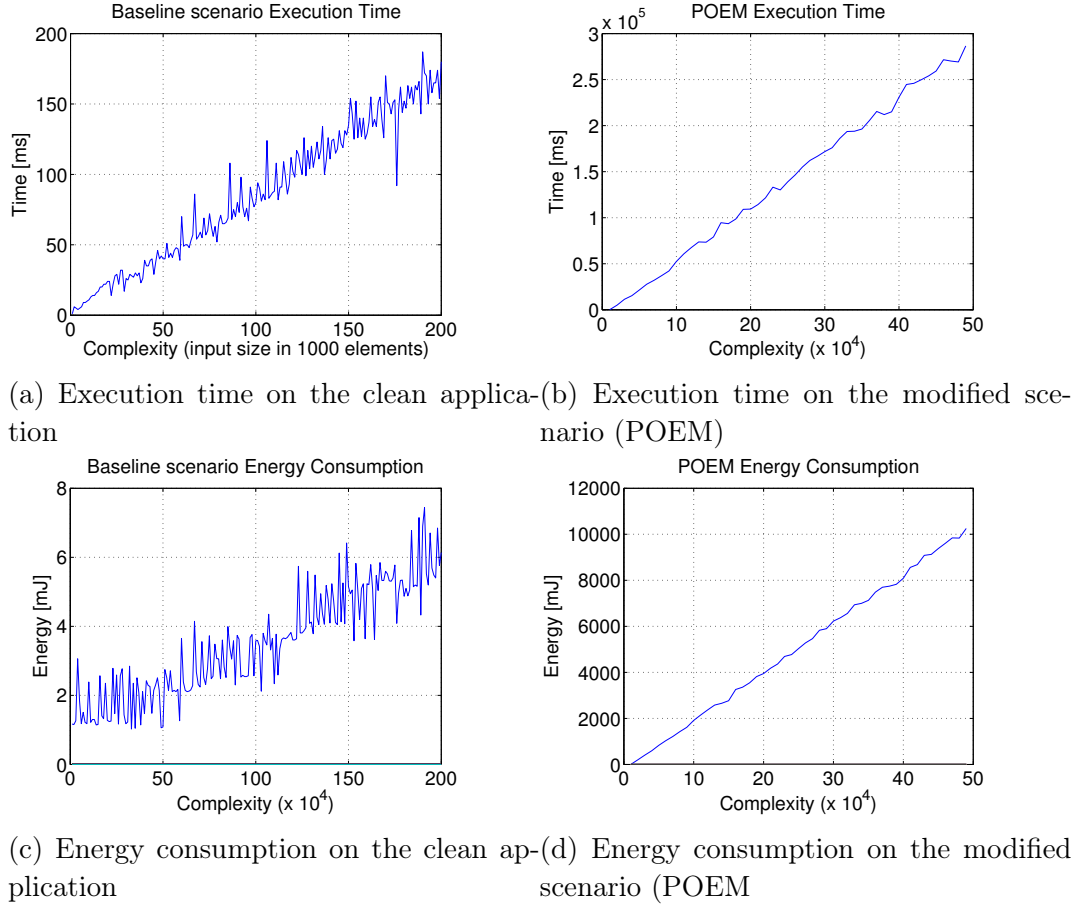 Baseline scenario Execution Time
200
150
100
50
0
0 50 100 150 200
Time [ms]
Complexity (input size in 1000 elements)
POEM Execution Time
x 10^5
3
2.5
2
1.5
1
0.5
0
0 10 20 30 40 50
Time [ms]
Complexity (x 10^4)
(a) Execution time on the clean applica-
tion
(b) Execution time on the modified sce-
nario (POEM)
Baseline scenario Energy Consumption
8
6
4
2
0
0 50 100 150 200
Energy [mJ]
Complexity (x 10^4)
POEM Energy Consumption
12000
10000
8000
6000
4000
2000
0
0 10 20 30 40 50
Energy [mJ]
Complexity (x 10^4)
(c) Energy consumption on the clean ap-
plication
(d) Energy consumption on the modified
scenario (POEM